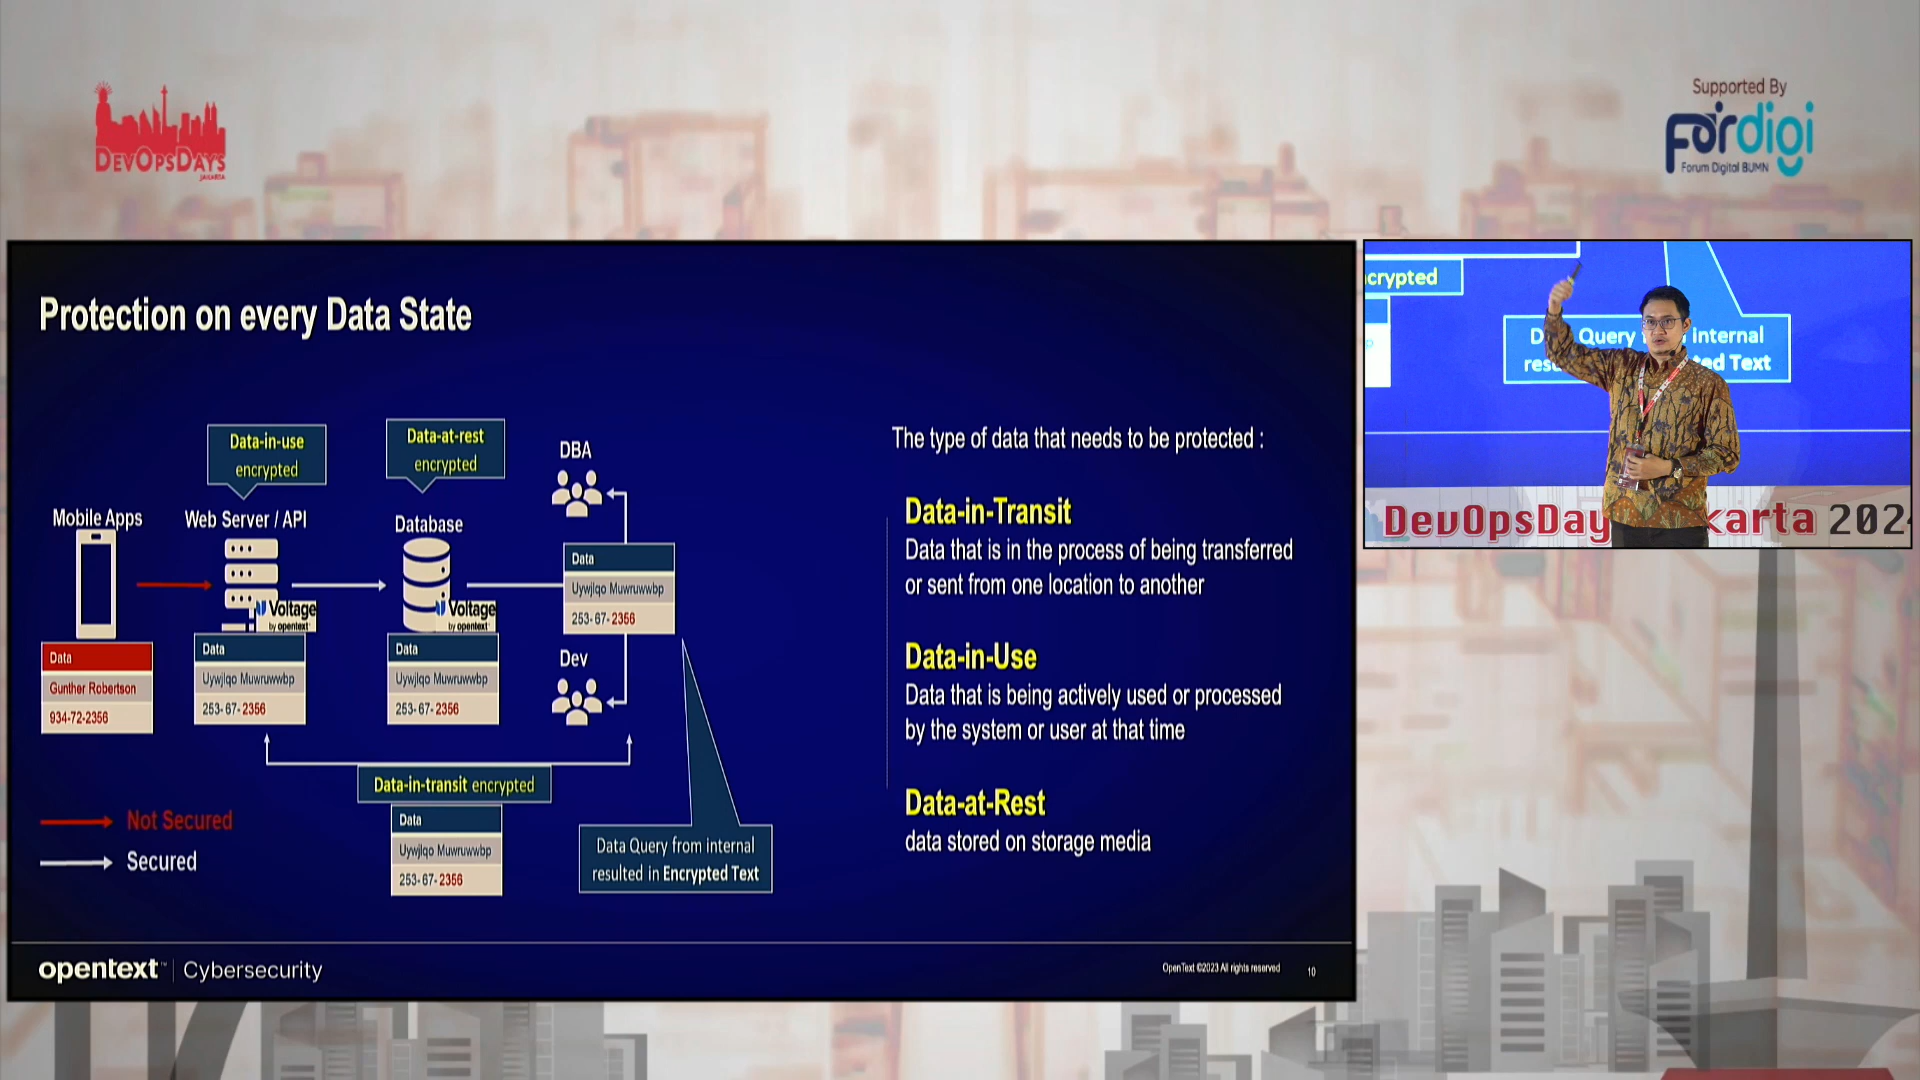 DEVOPSDAYS
JAKARTA
Supported By
Fordigi
Forum Digital BUMN
Protection on every Data State
Data-in-use
encrypted
Data-at-rest
encrypted
DBA
Mobile Apps
Web Server / API
Database
Voltage
by opentext
Voltage
by opentext
Data
Uywjlqo Muwruwwbp
253- 67- 2356
Dev
Data
Gunther Robertson
934-72-2356
Data
Uywjlqo Muwruwwbp
253- 67- 2356
Data
Uywjlqo Muwruwwbp
253- 67- 2356
Data-in-transit encrypted
Data
Uywjlqo Muwruwwbp
253- 67- 2356
Not Secured
Secured
Data Query from internal
resulted in Encrypted Text
The type of data that needs to be protected :
Data-in-Transit
Data that is in the process of being transferred
or sent from one location to another
Data-in-Use
Data that is being actively used or processed
by the system or user at that time
Data-at-Rest
data stored on storage media
opentext™ | Cybersecurity
OpenText ©2023 All rights reserved
10
crypted
Query internal
Text
DevOpsDay karta 202